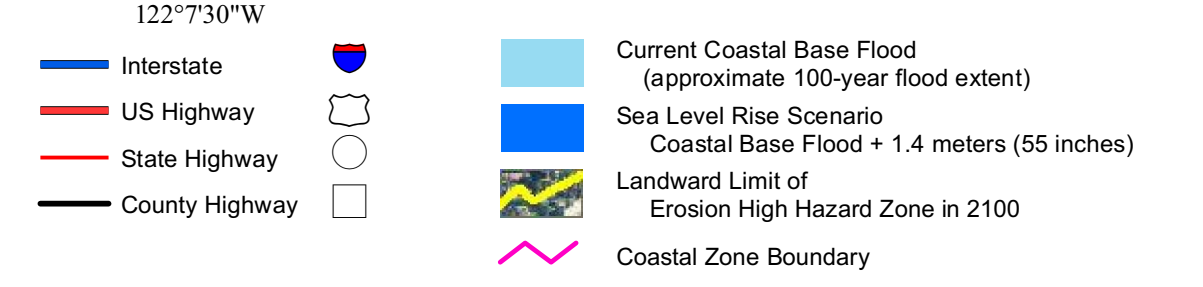 122°7'30"W
Interstate
US Highway
State Highway
County Highway
Current Coastal Base Flood
(approximate 100-year flood extent)
Sea Level Rise Scenario
Coastal Base Flood + 1.4 meters (55 inches)
Landward Limit of
Erosion High Hazard Zone in 2100
Coastal Zone Boundary